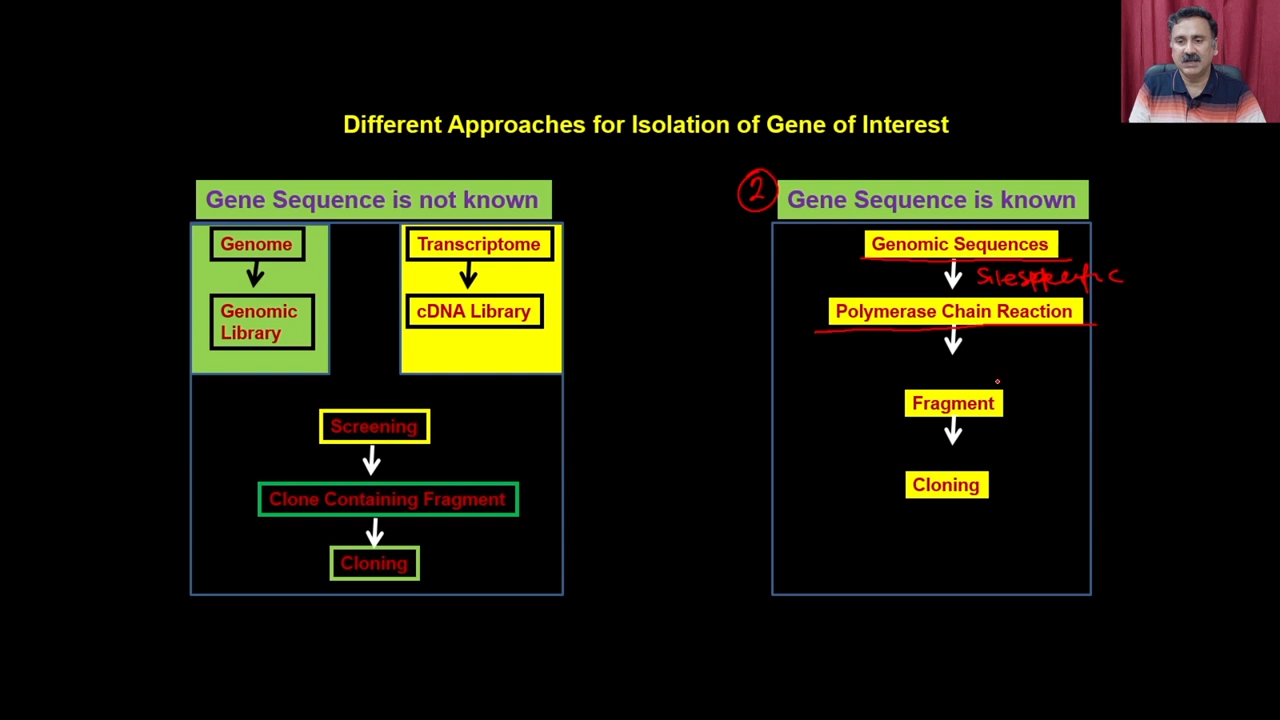 Different Approaches for Isolation of Gene of Interest
Gene Sequence is not known
Genome
Transcriptome
Genomic
Library
cDNA Library
Screening
Clone Containing Fragment
Cloning
2
Gene Sequence is known
Genomic Sequences
Sitespecific
Polymerase Chain Reaction
Fragment
Cloning